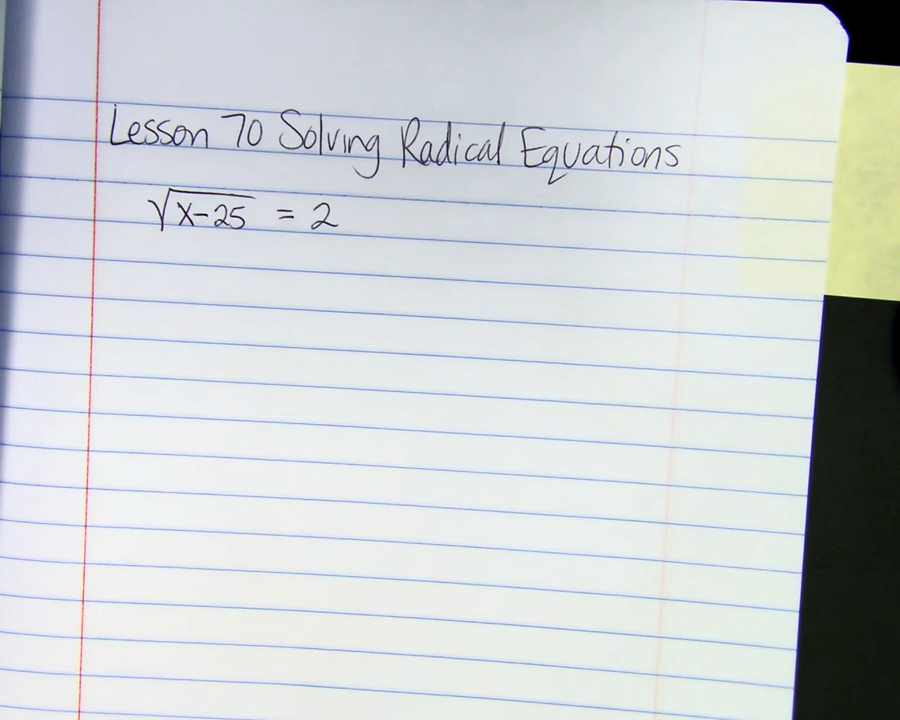 Lesson 70 Solving Radical Equations
√x-25 = 2